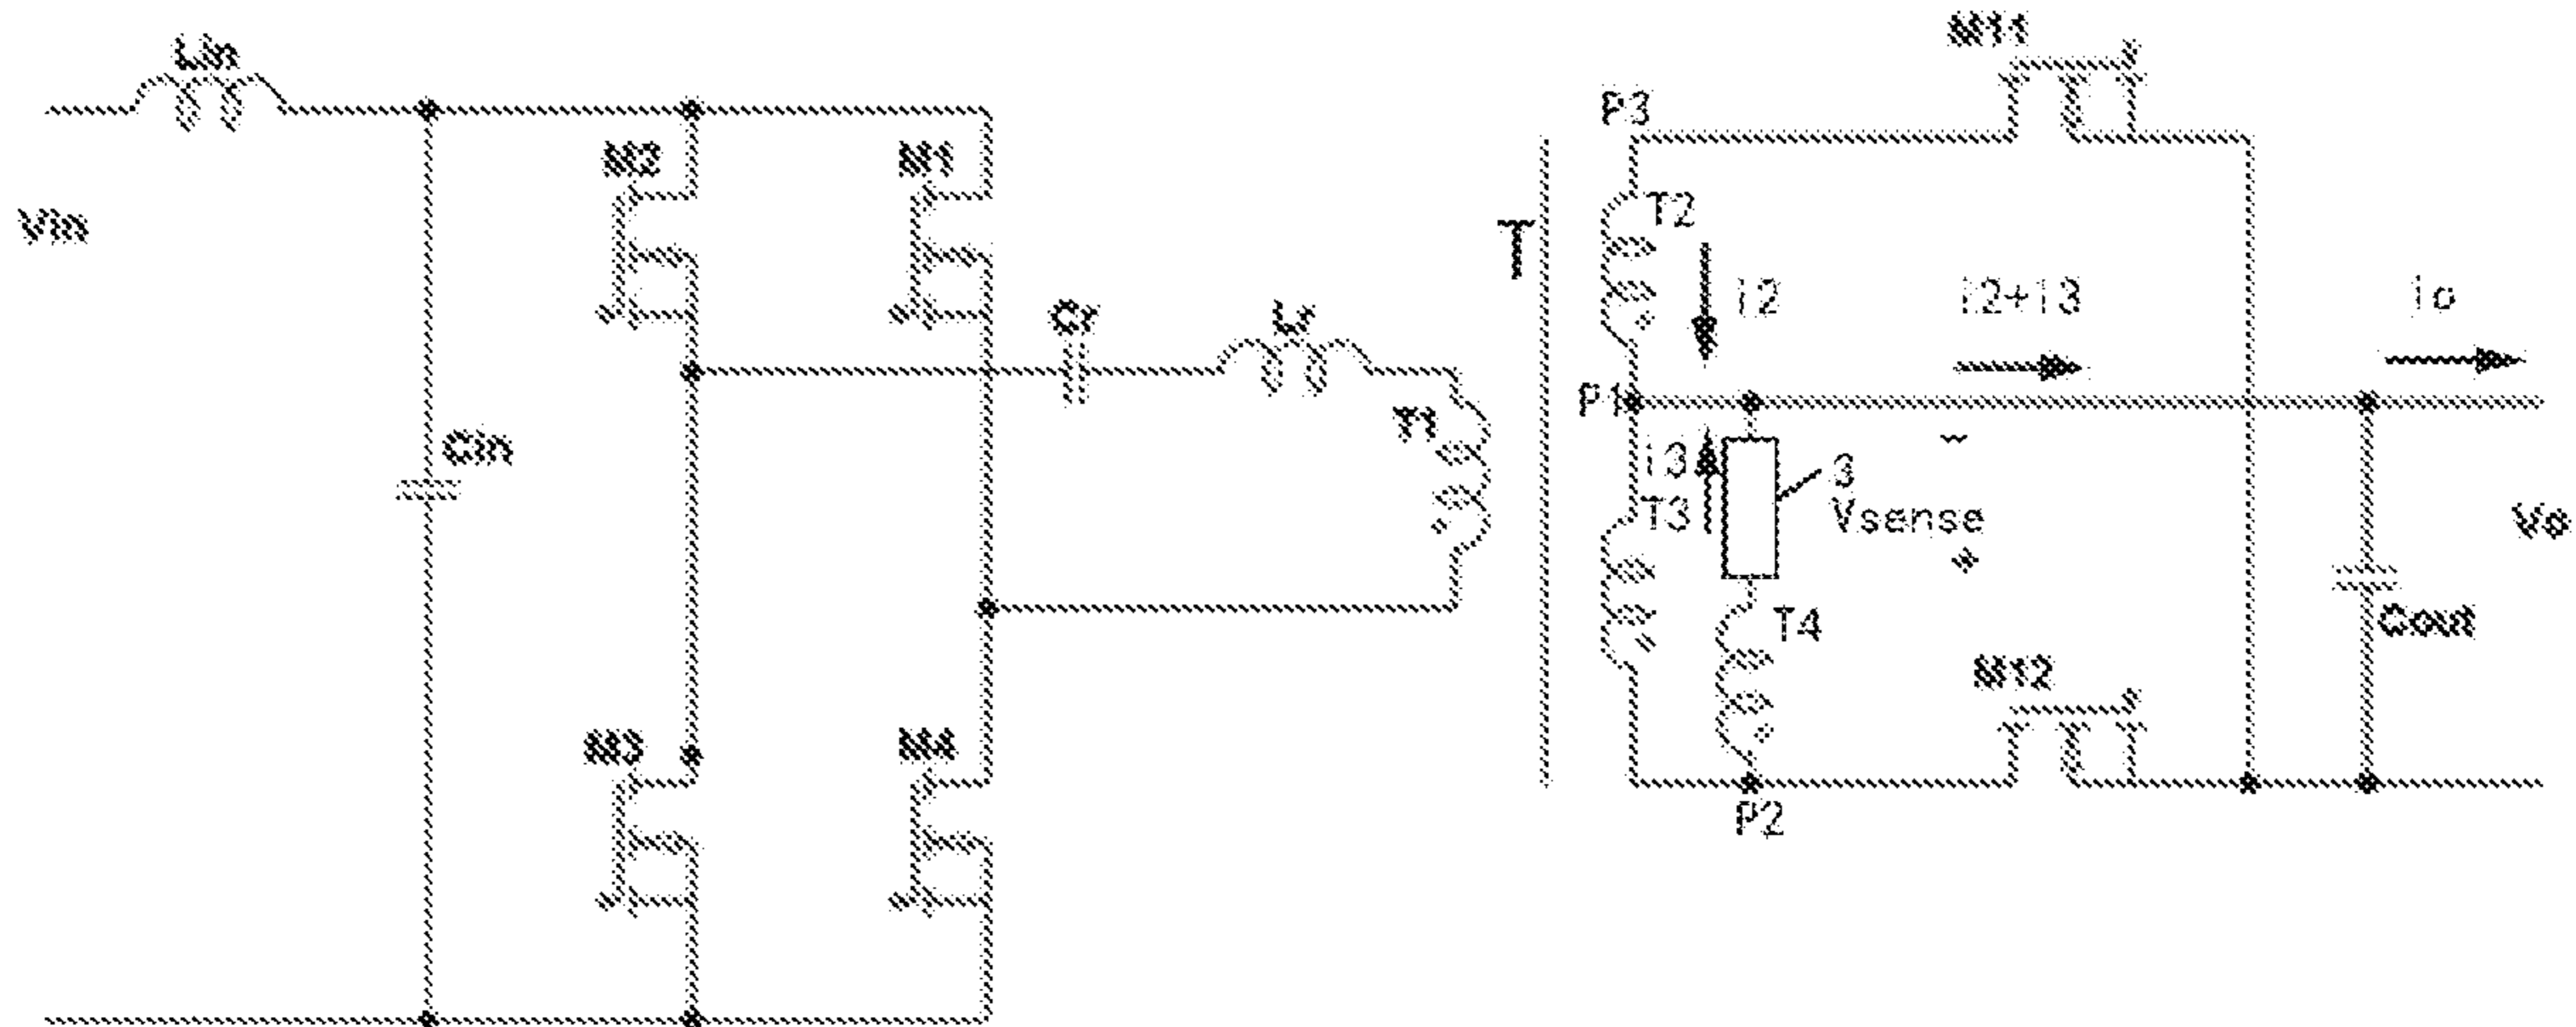 Lin
M11
P3
M2
M1
T2
Vin
T
i2
i2+i3
io
Cr
Lr
P1
T1
Cin
i3
3
T3
Vsense
Vo
T4
Cout
M12
M3
M4
P2